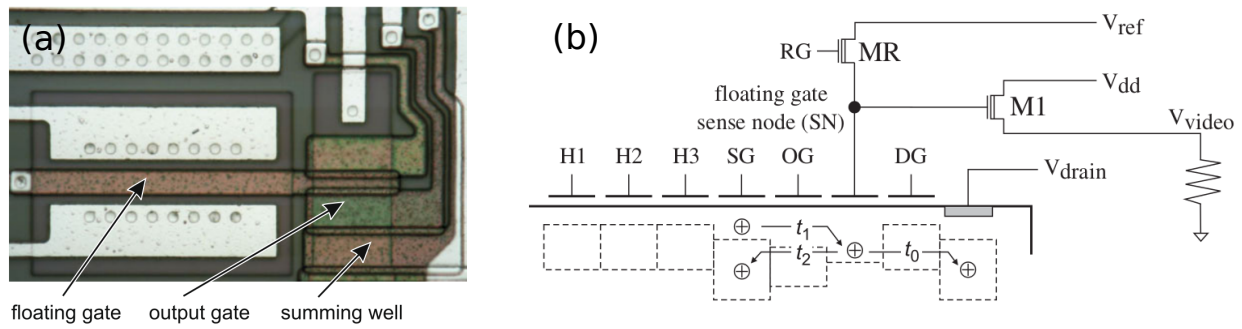 (a)
floating gate output gate summing well
(b)
V_ref
RG MR
V_dd
floating gate
sense node (SN)
M1
V_video
H1 H2 H3 SG OG DG
V_drain
t_1
t_2 t_0